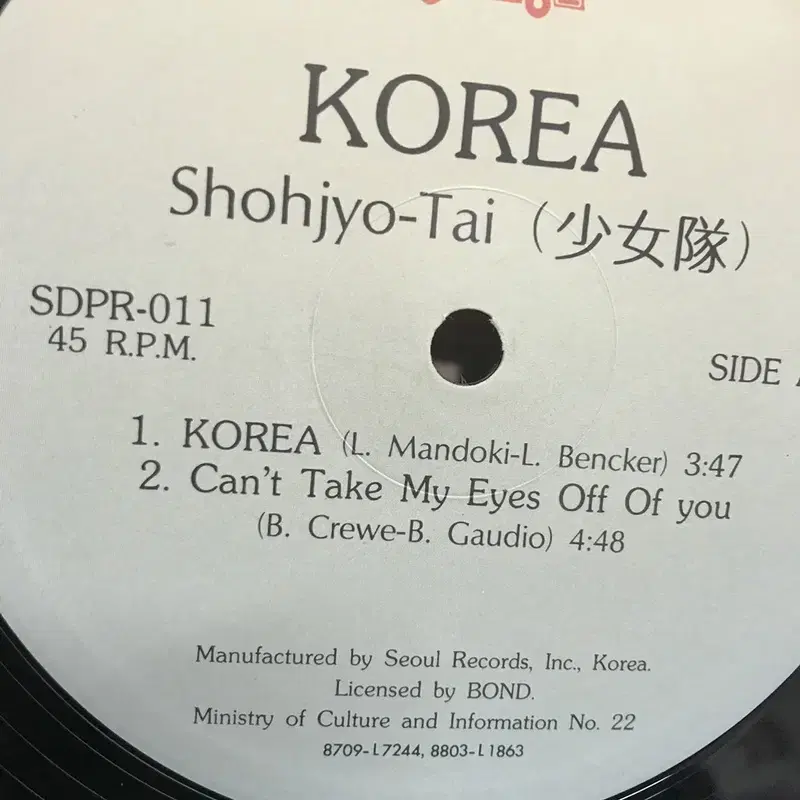 KOREA
Shohjyo-Tai (少女隊)
SDPR-011
45 R.P.M.
SIDE
1. KOREA (L. Mandoki-L. Bencker) 3:47
2. Can't Take My Eyes Off Of you
(B. Crewe-B. Gaudio) 4:48
Manufactured by Seoul Records, Inc., Korea.
Licensed by BOND.
Ministry of Culture and Information No. 22
8709-L7244, 8803-L1863